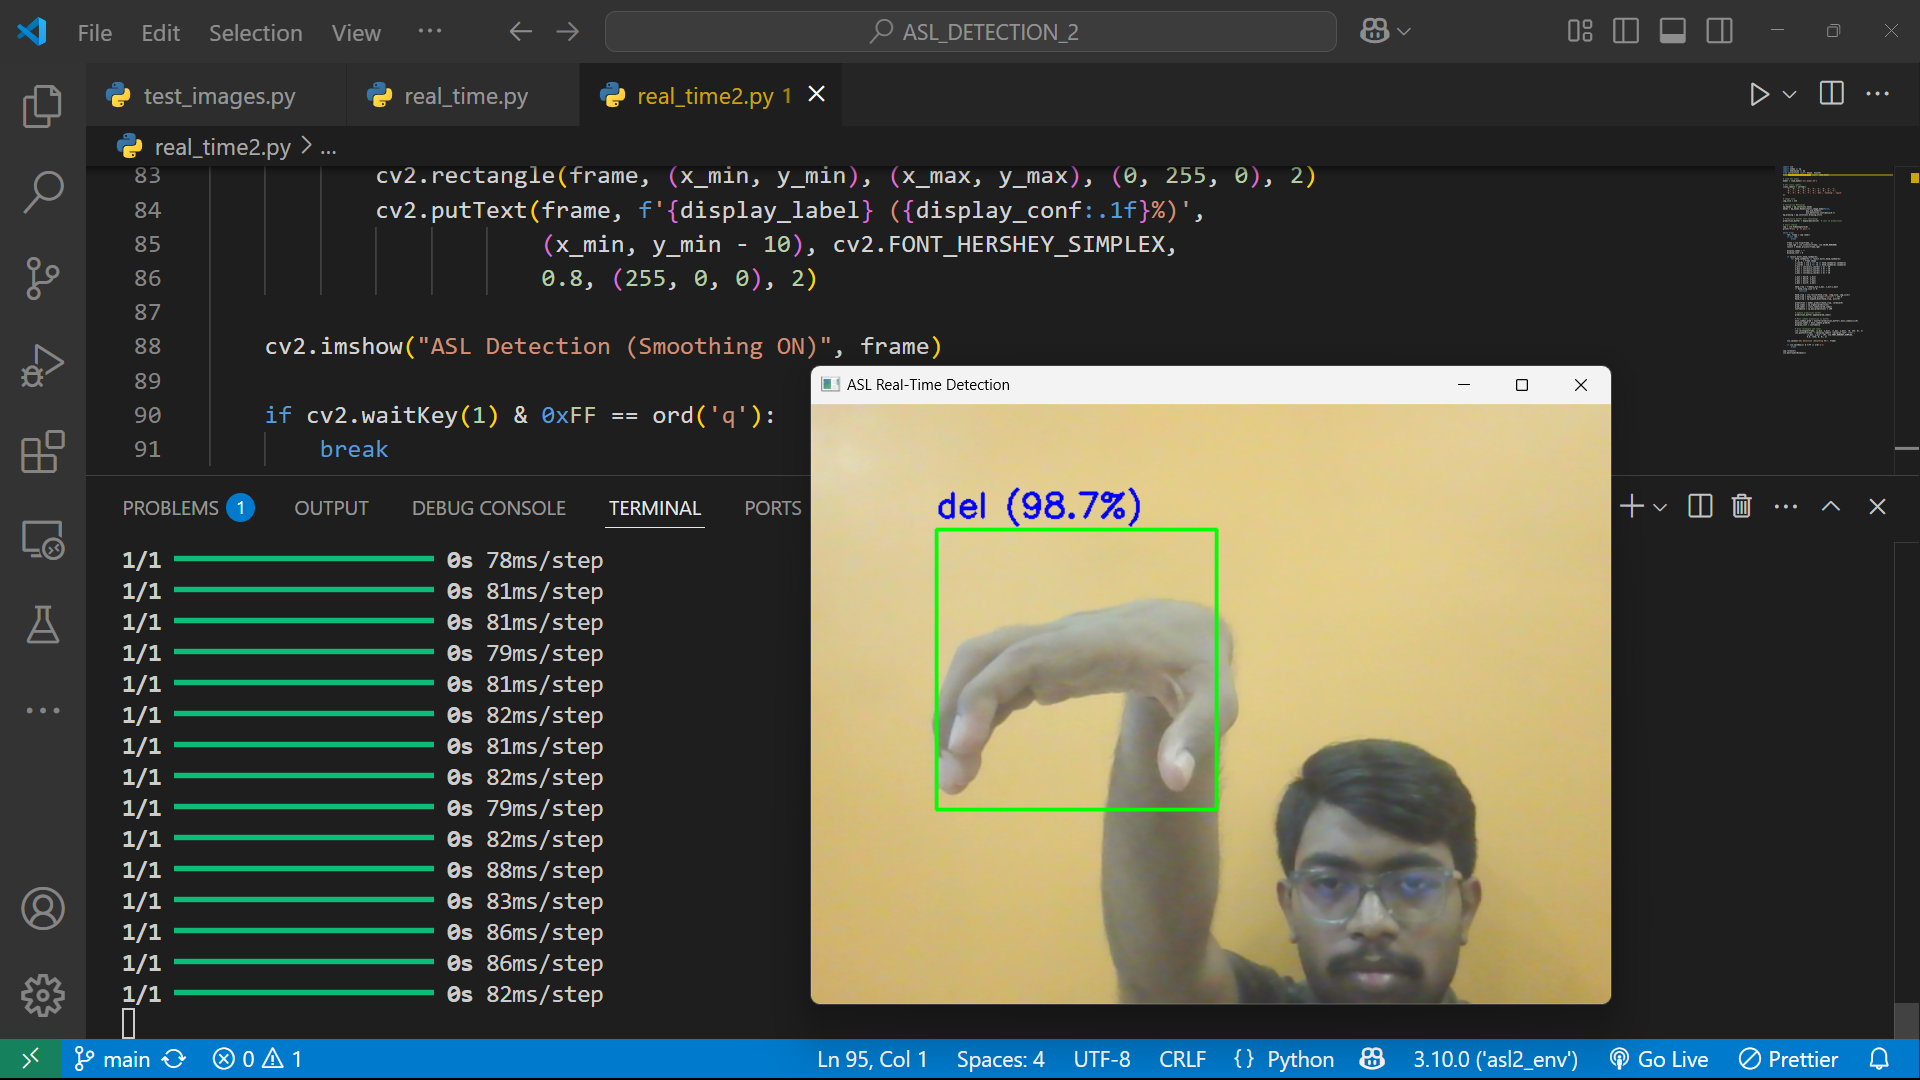 File Edit Selection View ... ASL_DETECTION_2
test_images.py real_time.py real_time2.py 1
real_time2.py > ...
83 cv2.rectangle(frame, (x_min, y_min), (x_max, y_max), (0, 255, 0), 2)
84 cv2.putText(frame, f'{display_label} ({display_conf:.1f}%)',
85 (x_min, y_min - 10), cv2.FONT_HERSHEY_SIMPLEX,
86 0.8, (255, 0, 0), 2)
87
88 cv2.imshow("ASL Detection (Smoothing ON)", frame)
89
90 if cv2.waitKey(1) & 0xFF == ord('q'):
91 break
PROBLEMS 1 OUTPUT DEBUG CONSOLE TERMINAL PORTS
1/1 0s 78ms/step
1/1 0s 81ms/step
1/1 0s 81ms/step
1/1 0s 79ms/step
1/1 0s 81ms/step
1/1 0s 82ms/step
1/1 0s 81ms/step
1/1 0s 82ms/step
1/1 0s 79ms/step
1/1 0s 82ms/step
1/1 0s 88ms/step
1/1 0s 83ms/step
1/1 0s 86ms/step
1/1 0s 86ms/step
1/1 0s 82ms/step
ASL Real-Time Detection
del (98.7%)
main 0 1 Ln 95, Col 1 Spaces: 4 UTF-8 CRLF {} Python 3.10.0 ('asl2_env') Go Live Prettier